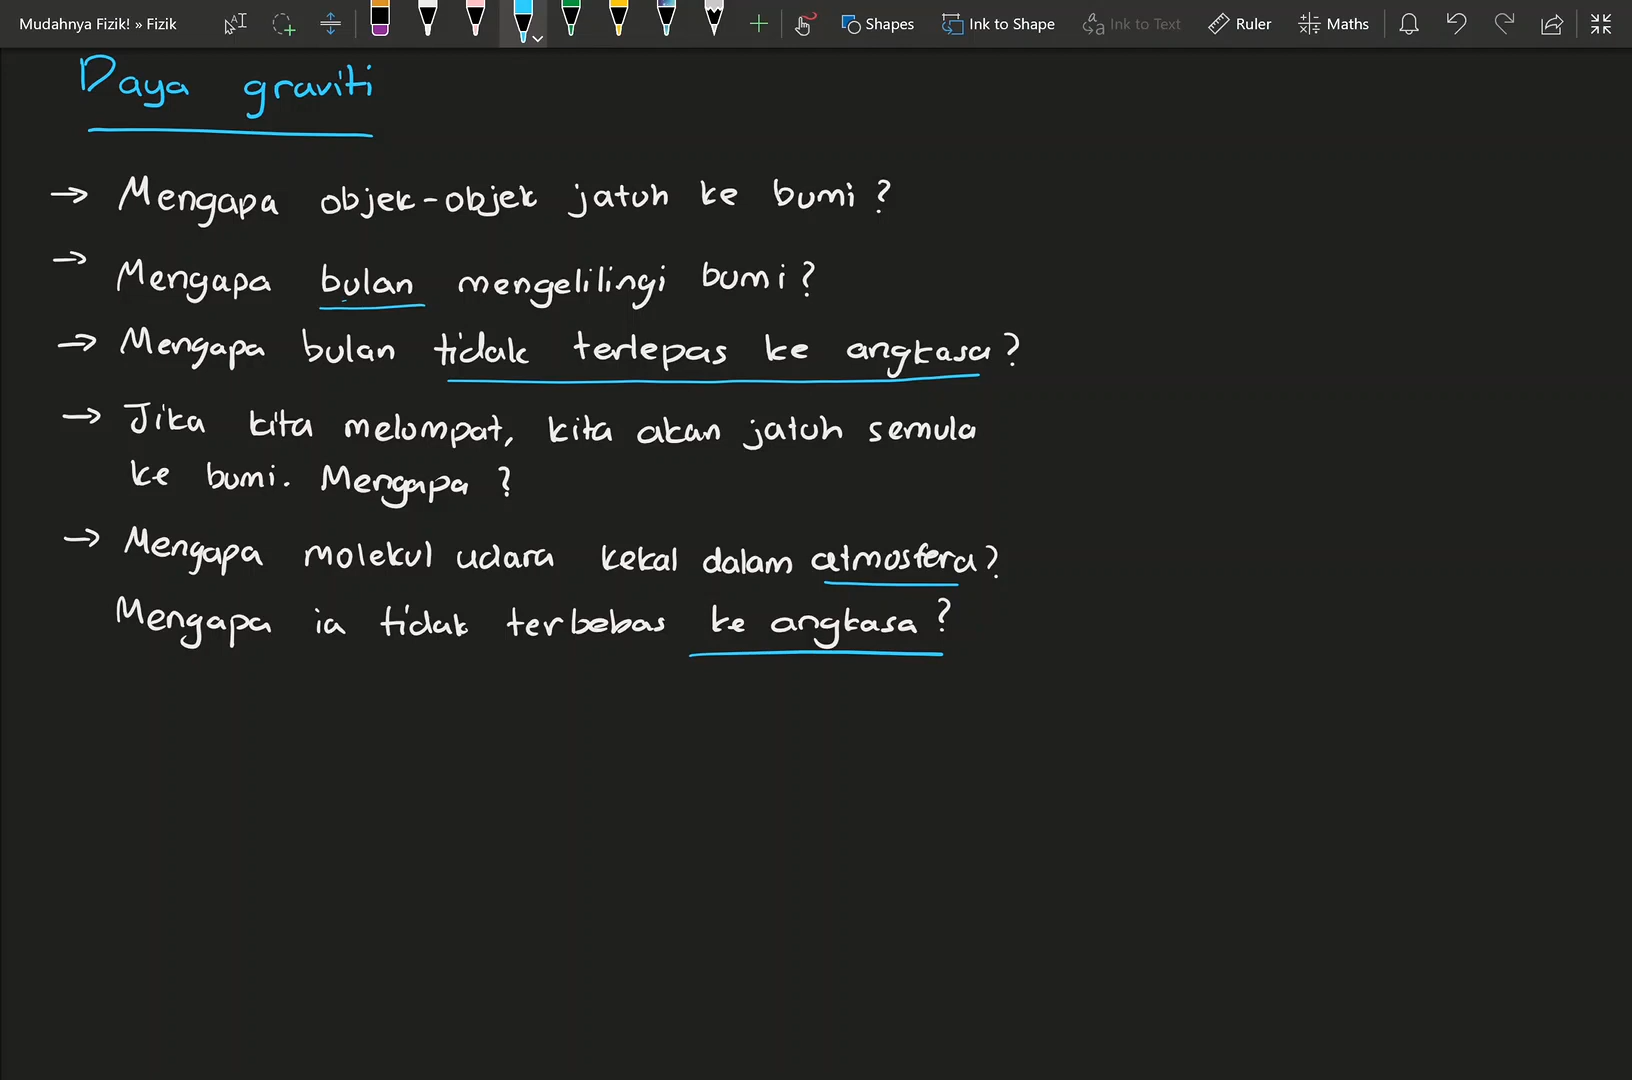 Mudahnya Fizik! » Fizik
Shapes
Ink to Shape
Ink to Text
Ruler
Maths
Daya graviti
→ Mengapa objek-objek jatuh ke bumi?
→ Mengapa bulan mengelilingi bumi?
→ Mengapa bulan tidak terlepas ke angkasa?
→ Jika kita melompat, kita akan jatuh semula
ke bumi. Mengapa?
→ Mengapa molekul udara kekal dalam atmosfera?
Mengapa ia tidak terbebas ke angkasa?